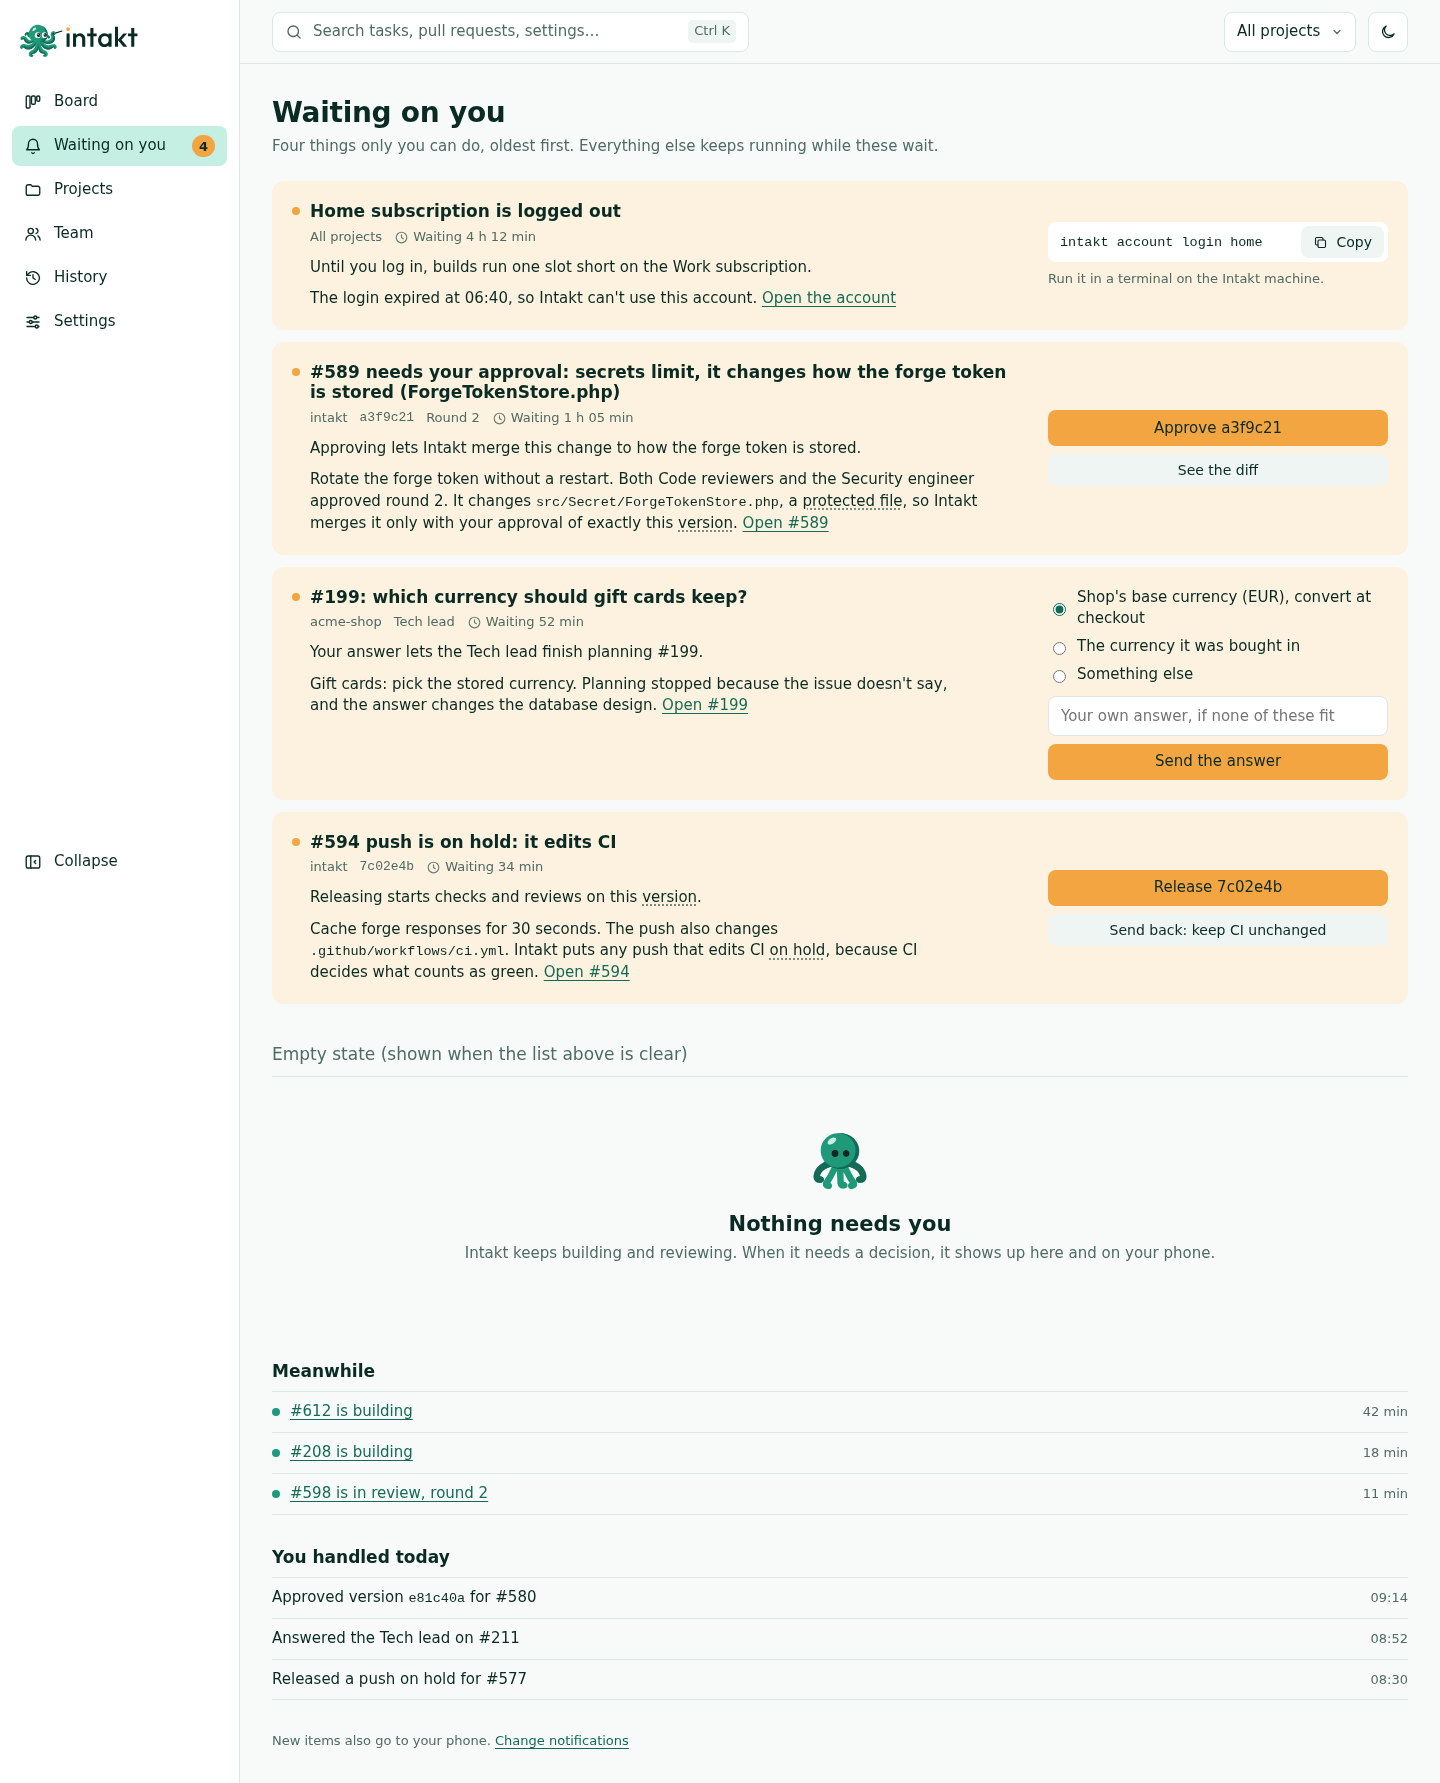 intakt
Search tasks, pull requests, settings...
Ctrl K
All projects
Board
Waiting on you
4
Projects
Team
History
Settings
Collapse
Waiting on you
Four things only you can do, oldest first. Everything else keeps running while these wait.
Home subscription is logged out
All projects Waiting 4 h 12 min
Until you log in, builds run one slot short on the Work subscription.
The login expired at 06:40, so Intakt can't use this account. Open the account
intakt account login home
Copy
Run it in a terminal on the Intakt machine.
#589 needs your approval: secrets limit, it changes how the forge token
is stored (ForgeTokenStore.php)
intakt a3f9c21 Round 2 Waiting 1 h 05 min
Approving lets Intakt merge this change to how the forge token is stored.
Rotate the forge token without a restart. Both Code reviewers and the Security engineer
approved round 2. It changes src/Secret/ForgeTokenStore.php, a protected file, so Intakt
merges it only with your approval of exactly this version. Open #589
Approve a3f9c21
See the diff
#199: which currency should gift cards keep?
acme-shop Tech lead Waiting 52 min
Your answer lets the Tech lead finish planning #199.
Gift cards: pick the stored currency. Planning stopped because the issue doesn't say,
and the answer changes the database design. Open #199
Shop's base currency (EUR), convert at
checkout
The currency it was bought in
Something else
Your own answer, if none of these fit
Send the answer
#594 push is on hold: it edits CI
intakt 7c02e4b Waiting 34 min
Releasing starts checks and reviews on this version.
Cache forge responses for 30 seconds. The push also changes
.github/workflows/ci.yml. Intakt puts any push that edits CI on hold, because CI
decides what counts as green. Open #594
Release 7c02e4b
Send back: keep CI unchanged
Empty state (shown when the list above is clear)
Nothing needs you
Intakt keeps building and reviewing. When it needs a decision, it shows up here and on your phone.
Meanwhile
#612 is building 42 min
#208 is building 18 min
#598 is in review, round 2 11 min
You handled today
Approved version e81c40a for #580 09:14
Answered the Tech lead on #211 08:52
Released a push on hold for #577 08:30
New items also go to your phone. Change notifications